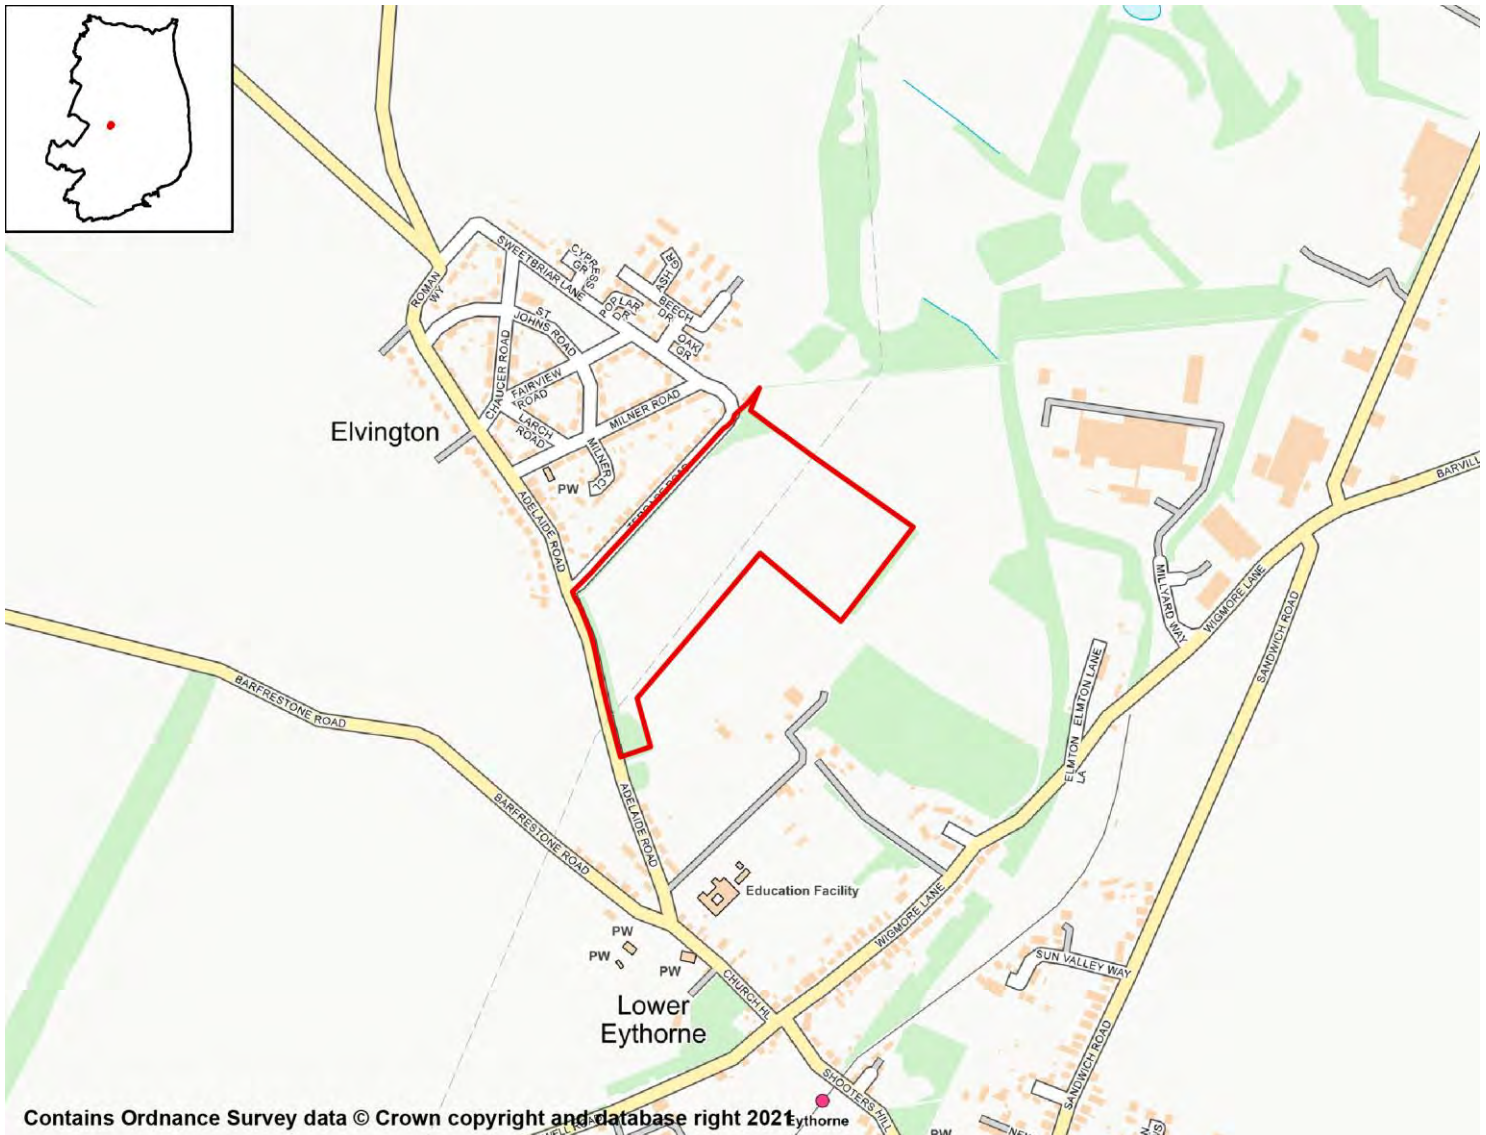 SWEETBRIAR LANE
CYPRESS
GR
ASH GR
ROMAN
WY
POPLAR
DR
BEECH
DR
OAK
GR
ST
JOHNS ROAD
CHAUCER ROAD
FAIRVIEW
ROAD
LARCH
ROAD
MILNER ROAD
Elvington
MILNER CL
PW
TERRACE ROAD
ADELAIDE ROAD
MILLYARD WAY
WIGMORE LANE
SANDWICH ROAD
BARFRESTONE ROAD
ELMTON LANE
ELMTON
LA
BARFRESTONE ROAD
ADELAIDE ROAD
Education Facility
WIGMORE LANE
PW
PW
PW
SUN VALLEY WAY
CHURCH HL
Lower
Eythorne
SANDWICH ROAD
SHOOTERS HILL
Contains Ordnance Survey data © Crown copyright and database right 2021
Eythorne
PW